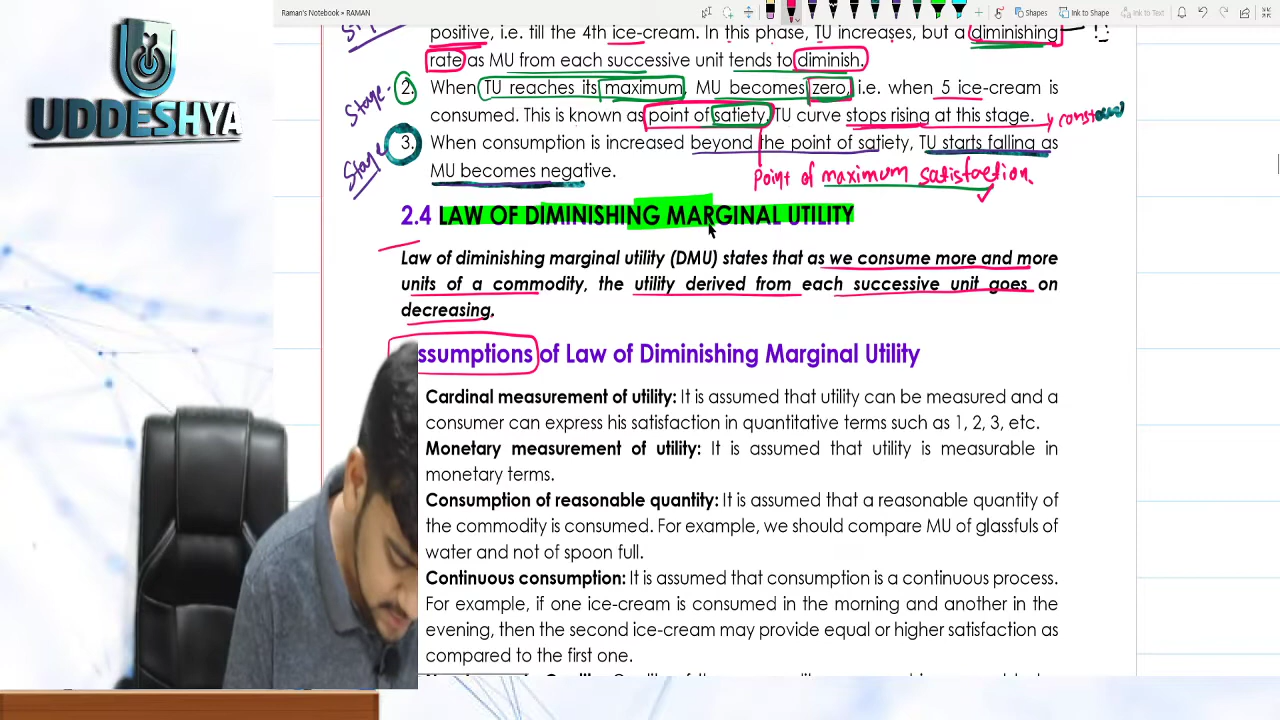 Raman's Notebook > RAMAN
Shapes
Ink to Shape
Ink to Text
UDDESHYA
positive, i.e. till the 4th ice-cream. In this phase, TU increases, but a diminishing
rate as MU from each successive unit tends to diminish.
Stage-
2. When TU reaches its maximum, MU becomes zero, i.e. when 5 ice-cream is
consumed. This is known as point of satiety. TU curve stops rising at this stage.
constant
Stage
3. When consumption is increased beyond the point of satiety, TU starts falling as
MU becomes negative.
Point of maximum satisfaction.
2.4 LAW OF DIMINISHING MARGINAL UTILITY
Law of diminishing marginal utility (DMU) states that as we consume more and more
units of a commodity, the utility derived from each successive unit goes on
decreasing.
ssumptions of Law of Diminishing Marginal Utility
Cardinal measurement of utility: It is assumed that utility can be measured and a
consumer can express his satisfaction in quantitative terms such as 1, 2, 3, etc.
Monetary measurement of utility: It is assumed that utility is measurable in
monetary terms.
Consumption of reasonable quantity: It is assumed that a reasonable quantity of
the commodity is consumed. For example, we should compare MU of glassfuls of
water and not of spoon full.
Continuous consumption: It is assumed that consumption is a continuous process.
For example, if one ice-cream is consumed in the morning and another in the
evening, then the second ice-cream may provide equal or higher satisfaction as
compared to the first one.